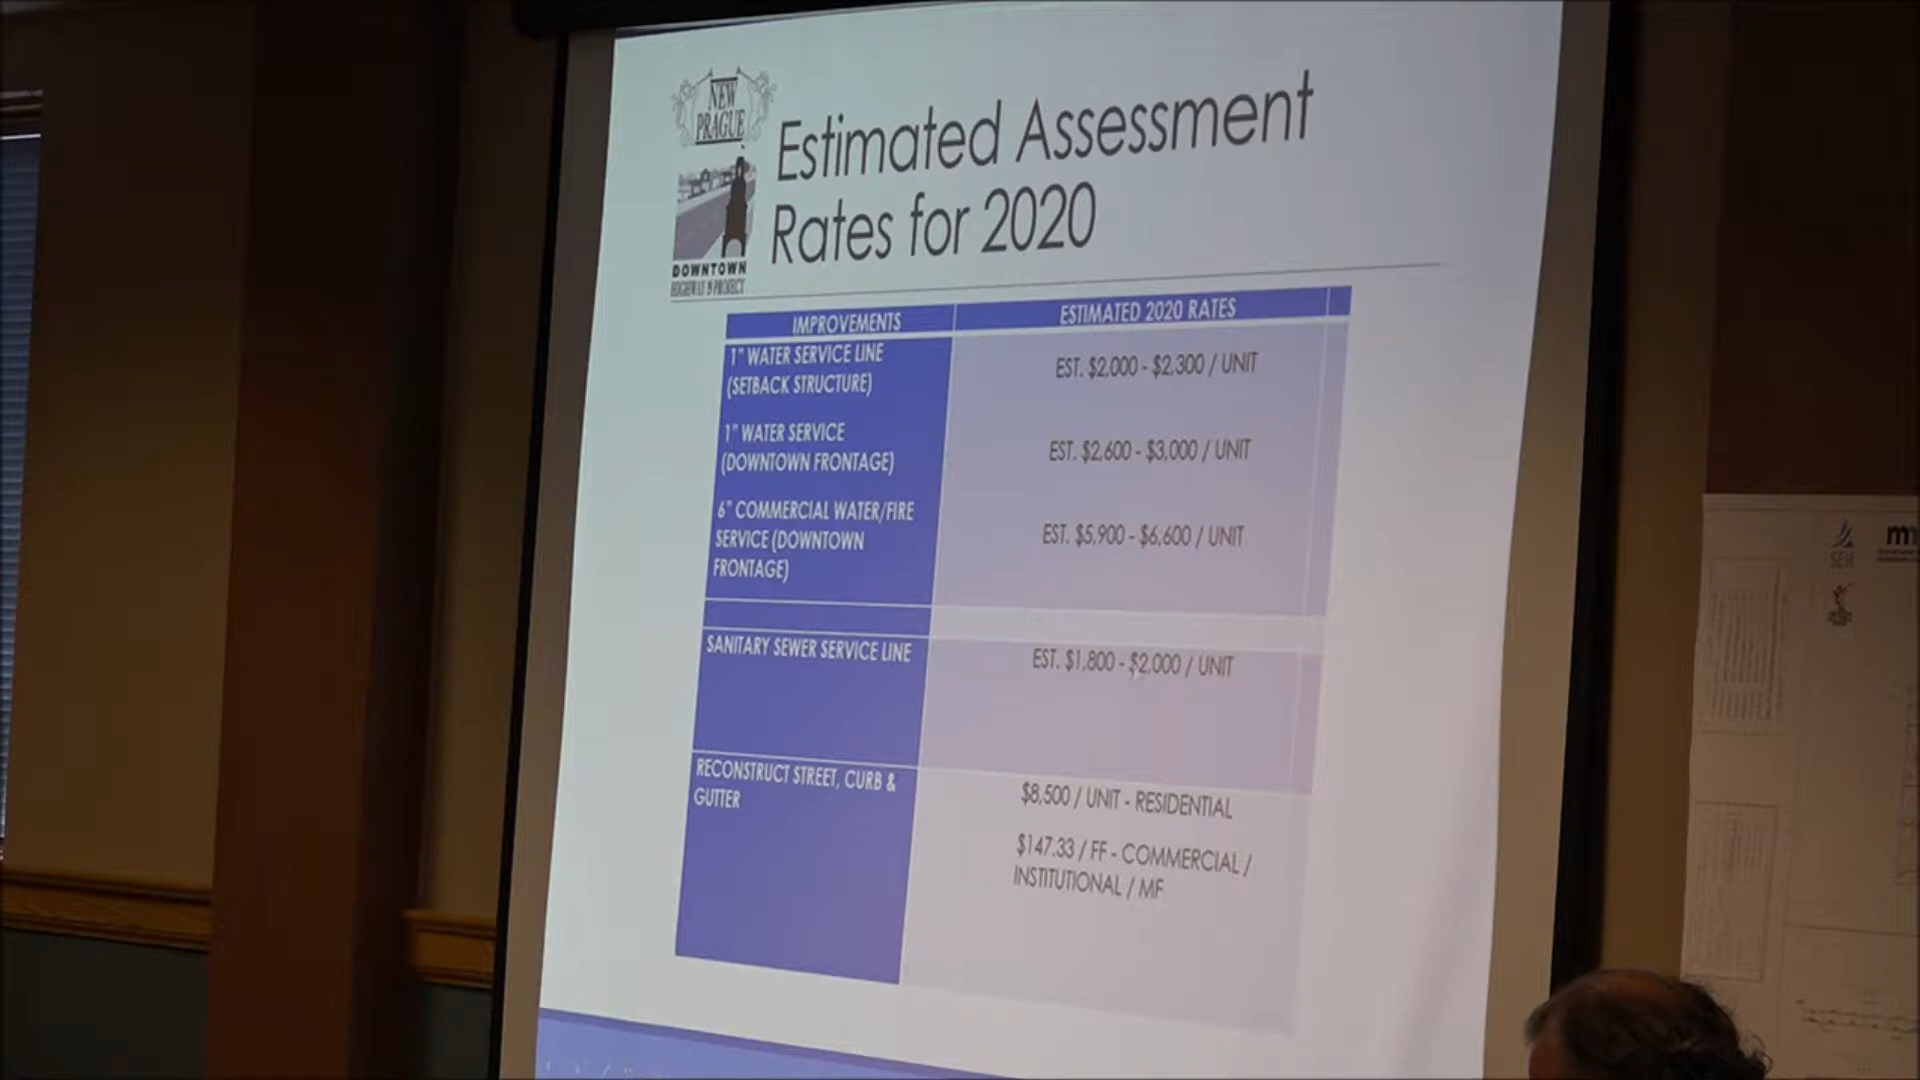 NEW
PRAGUE
DOWNTOWN
HIGHWAY 19 PROJECT
Estimated Assessment
Rates for 2020
IMPROVEMENTS
ESTIMATED 2020 RATES
1" WATER SERVICE LINE
(SETBACK STRUCTURE)
EST. $2,000 - $2,300 / UNIT
1" WATER SERVICE
(DOWNTOWN FRONTAGE)
EST. $2,600 - $3,000 / UNIT
6" COMMERCIAL WATER/FIRE
SERVICE (DOWNTOWN
FRONTAGE)
EST. $5,900 - $6,600 / UNIT
SANITARY SEWER SERVICE LINE
EST. $1,800 - $2,000 / UNIT
RECONSTRUCT STREET, CURB &
GUTTER
$8,500 / UNIT - RESIDENTIAL
$147.33 / FF - COMMERCIAL /
INSTITUTIONAL / MF
SEH